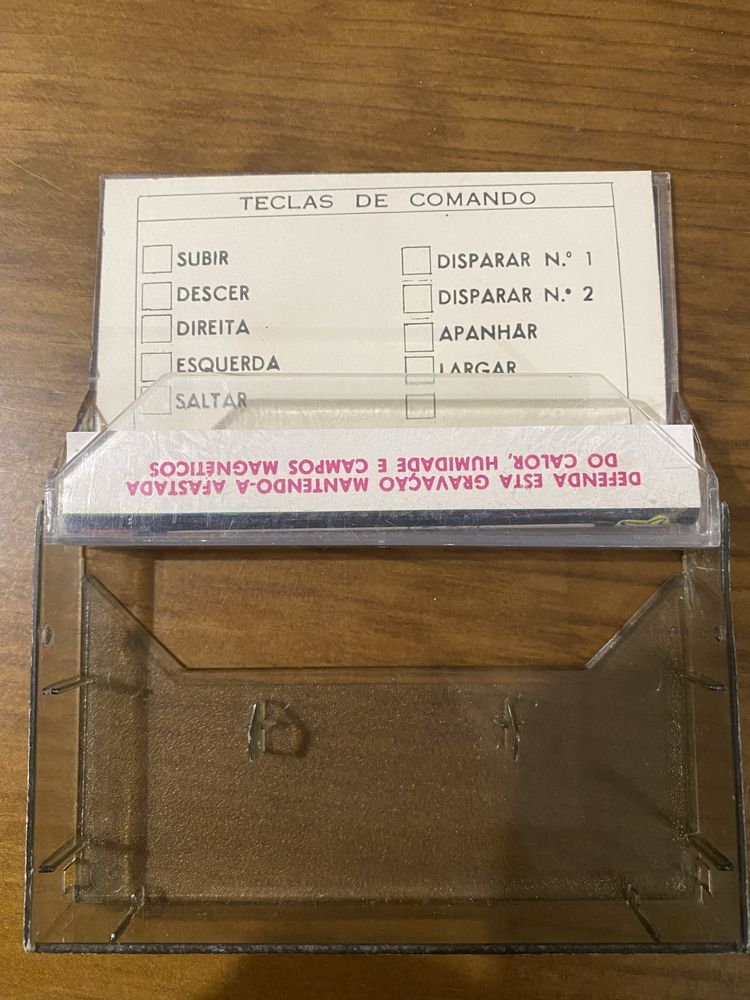 TECLAS DE COMANDO
SUBIR
DESCER
DIREITA
ESQUERDA
SALTAR
DISPARAR N.º 1
DISPARAR N.º 2
APANHAR
LARGAR
DEFENDA ESTA GRAVAÇÃO MANTENDO-A AFASTADA
DO CALOR, HUMIDADE E CAMPOS MAGNÉTICOS